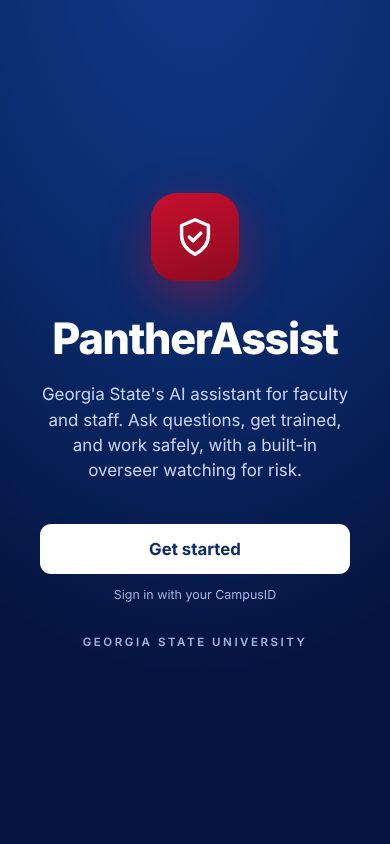 PantherAssist
Georgia State's AI assistant for faculty
and staff. Ask questions, get trained,
and work safely, with a built-in
overseer watching for risk.
Get started
Sign in with your CampusID
GEORGIA STATE UNIVERSITY